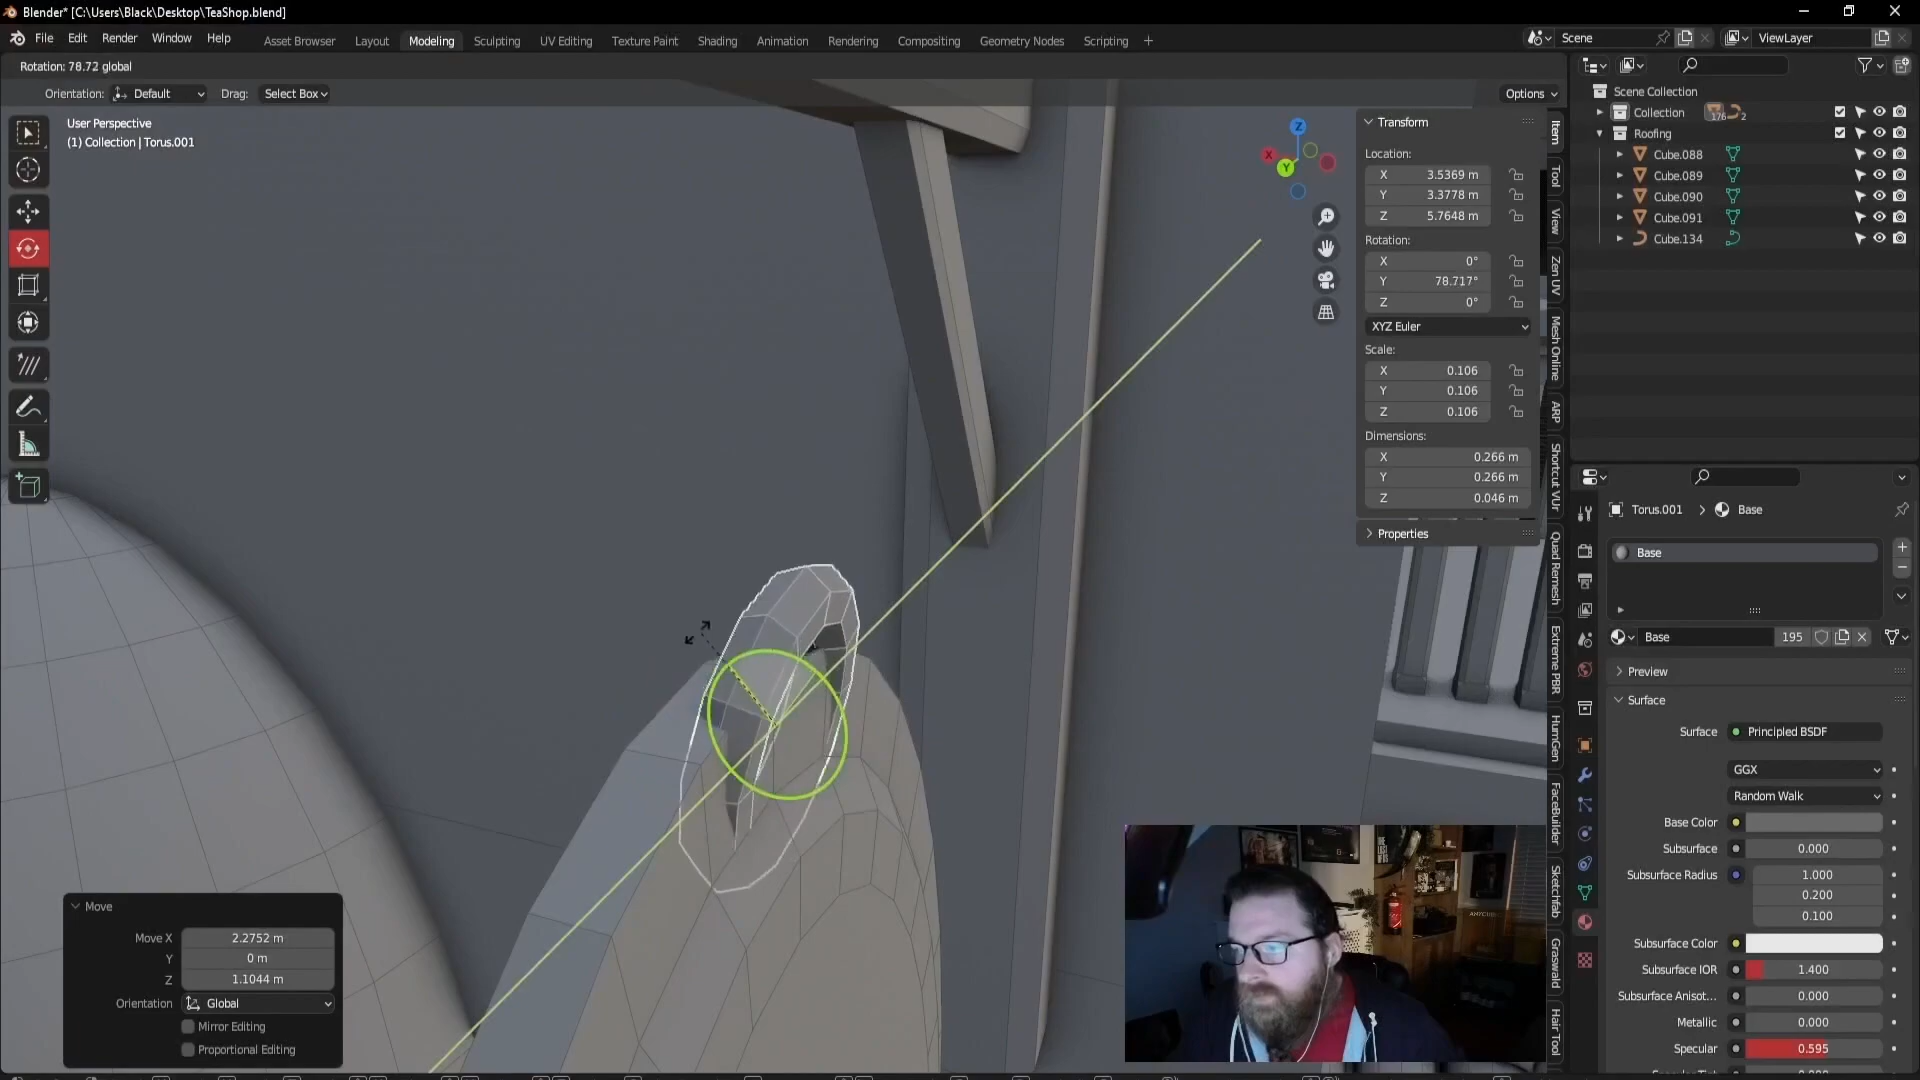 Blender* [C:\Users\Black\Desktop\TeaShop.blend]
File Edit Render Window Help
Asset Browser Layout Modeling Sculpting UV Editing Texture Paint Shading Animation Rendering Compositing Geometry Nodes Scripting +
Scene
ViewLayer
Rotation: 78.72 global
Orientation: Default Drag: Select Box
Options
User Perspective
(1) Collection | Torus.001
Transform
Location:
X 3.5369 m
Y 3.3778 m
Z 5.7648 m
Rotation:
X 0°
Y 78.717°
Z 0°
XYZ Euler
Scale:
X 0.106
Y 0.106
Z 0.106
Dimensions:
X 0.266 m
Y 0.266 m
Z 0.046 m
Properties
Z
X
Y
Item
Tool
View
Zen UV
Mesh Online
ARP
Shortcut VUr
Quad Remesh
Extreme PBR
HumGen
FaceBuilder
Sketchfab
Graswald
Hair Tool
Scene Collection
Collection 176 2
Roofing
Cube.088
Cube.089
Cube.090
Cube.091
Cube.134
Torus.001 > Base
Base
Base 195
Preview
Surface
Surface Principled BSDF
GGX
Random Walk
Base Color
Subsurface 0.000
Subsurface Radius 1.000
0.200
0.100
Subsurface Color
Subsurface IOR 1.400
Subsurface Anisot... 0.000
Metallic 0.000
Specular 0.595
Move
Move X 2.2752 m
Y 0 m
Z 1.1044 m
Orientation Global
Mirror Editing
Proportional Editing